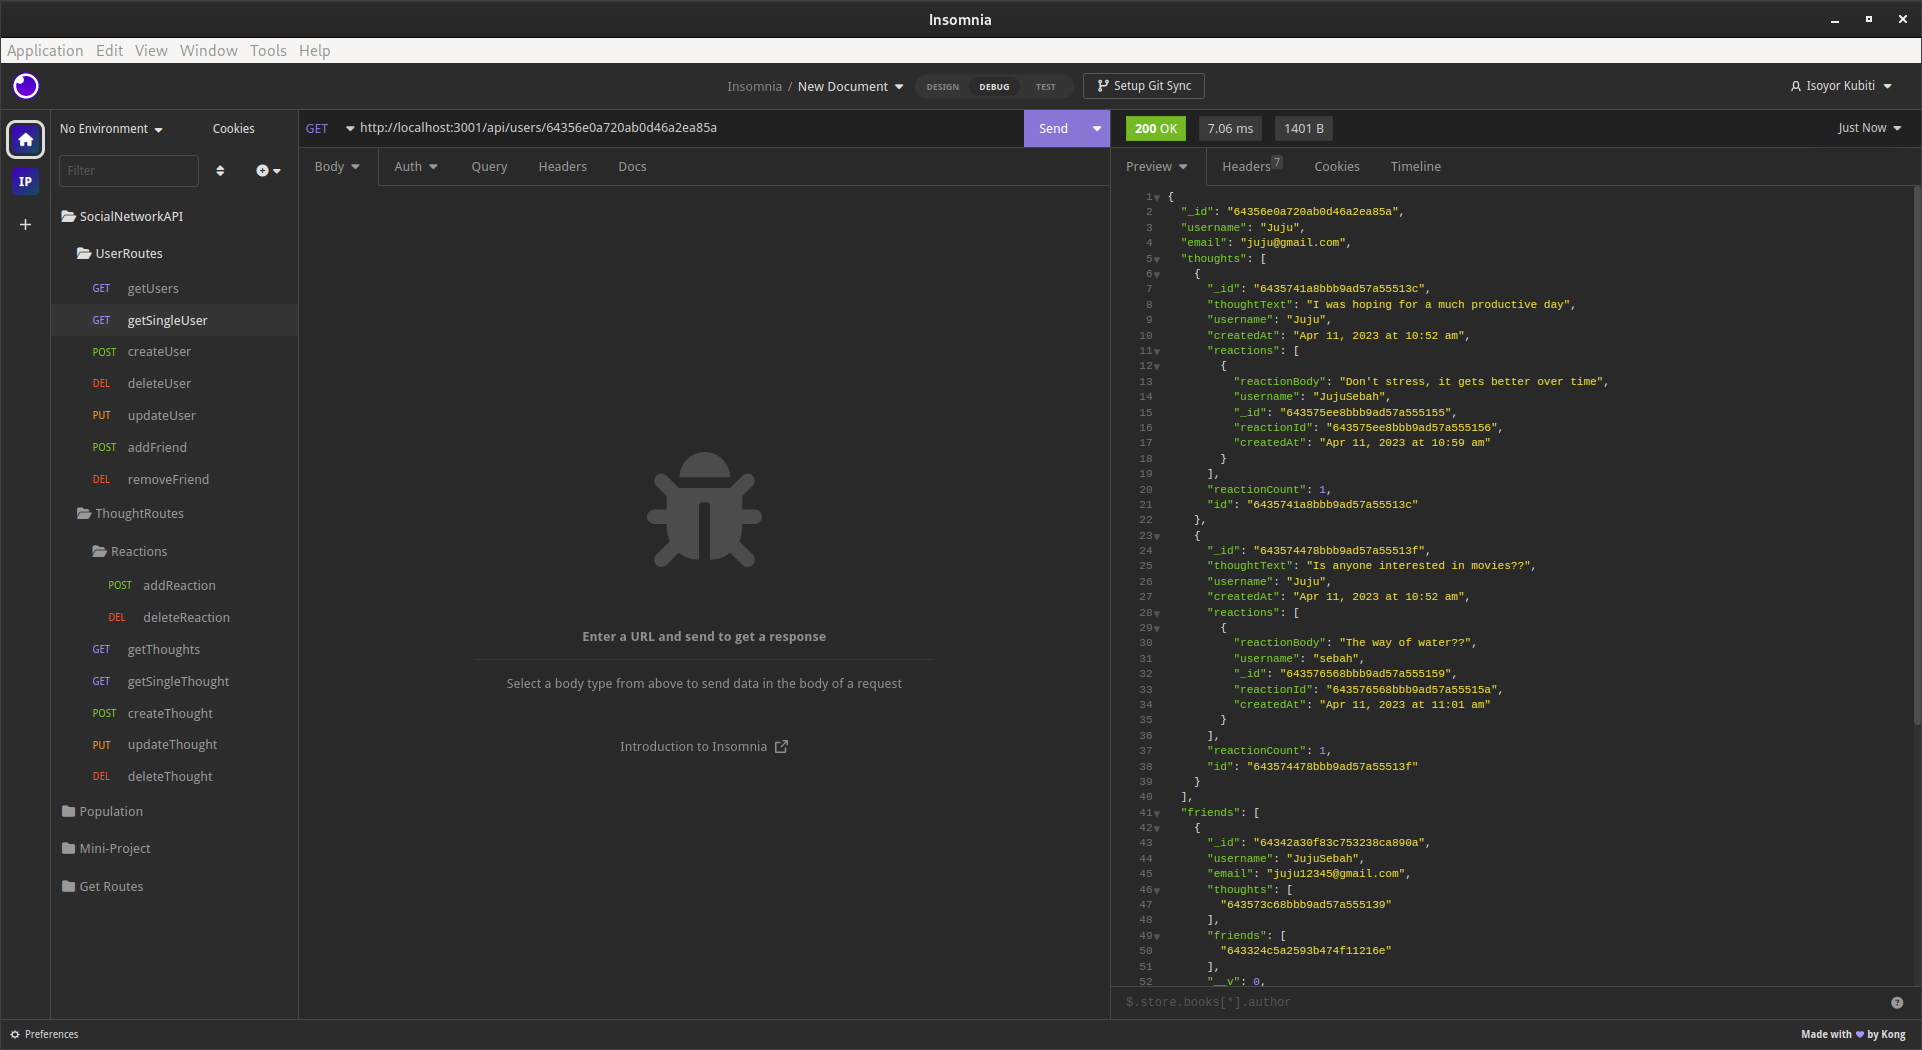 Insomnia
Application Edit View Window Tools Help
Insomnia / New Document DESIGN DEBUG TEST Setup Git Sync Isoyor Kubiti
IP
No Environment Cookies
Filter
SocialNetworkAPI
UserRoutes
GET getUsers
GET getSingleUser
POST createUser
DEL deleteUser
PUT updateUser
POST addFriend
DEL removeFriend
ThoughtRoutes
Reactions
POST addReaction
DEL deleteReaction
GET getThoughts
GET getSingleThought
POST createThought
PUT updateThought
DEL deleteThought
Population
Mini-Project
Get Routes
GET http://localhost:3001/api/users/64356e0a720ab0d46a2ea85a Send
Body Auth Query Headers Docs
Enter a URL and send to get a response
Select a body type from above to send data in the body of a request
Introduction to Insomnia
200 OK 7.06 ms 1401 B Just Now
Preview Headers 7 Cookies Timeline
1 {
2 "_id": "64356e0a720ab0d46a2ea85a",
3 "username": "Juju",
4 "email": "juju@gmail.com",
5 "thoughts": [
6 {
7 "_id": "6435741a8bbb9ad57a55513c",
8 "thoughtText": "I was hoping for a much productive day",
9 "username": "Juju",
10 "createdAt": "Apr 11, 2023 at 10:52 am",
11 "reactions": [
12 {
13 "reactionBody": "Don't stress, it gets better over time",
14 "username": "JujuSebah",
15 "_id": "643575ee8bbb9ad57a555155",
16 "reactionId": "643575ee8bbb9ad57a555156",
17 "createdAt": "Apr 11, 2023 at 10:59 am"
18 }
19 ],
20 "reactionCount": 1,
21 "id": "6435741a8bbb9ad57a55513c"
22 },
23 {
24 "_id": "643574478bbb9ad57a55513f",
25 "thoughtText": "Is anyone interested in movies??",
26 "username": "Juju",
27 "createdAt": "Apr 11, 2023 at 10:52 am",
28 "reactions": [
29 {
30 "reactionBody": "The way of water??",
31 "username": "sebah",
32 "_id": "643576568bbb9ad57a555159",
33 "reactionId": "643576568bbb9ad57a55515a",
34 "createdAt": "Apr 11, 2023 at 11:01 am"
35 }
36 ],
37 "reactionCount": 1,
38 "id": "643574478bbb9ad57a55513f"
39 }
40 ],
41 "friends": [
42 {
43 "_id": "64342a30f83c753238ca890a",
44 "username": "JujuSebah",
45 "email": "juju12345@gmail.com",
46 "thoughts": [
47 "643573c68bbb9ad57a555139"
48 ],
49 "friends": [
50 "643324c5a2593b474f11216e"
51 ],
52 "__v": 0,
$.store.books[*].author
Preferences
Made with ♥ by Kong